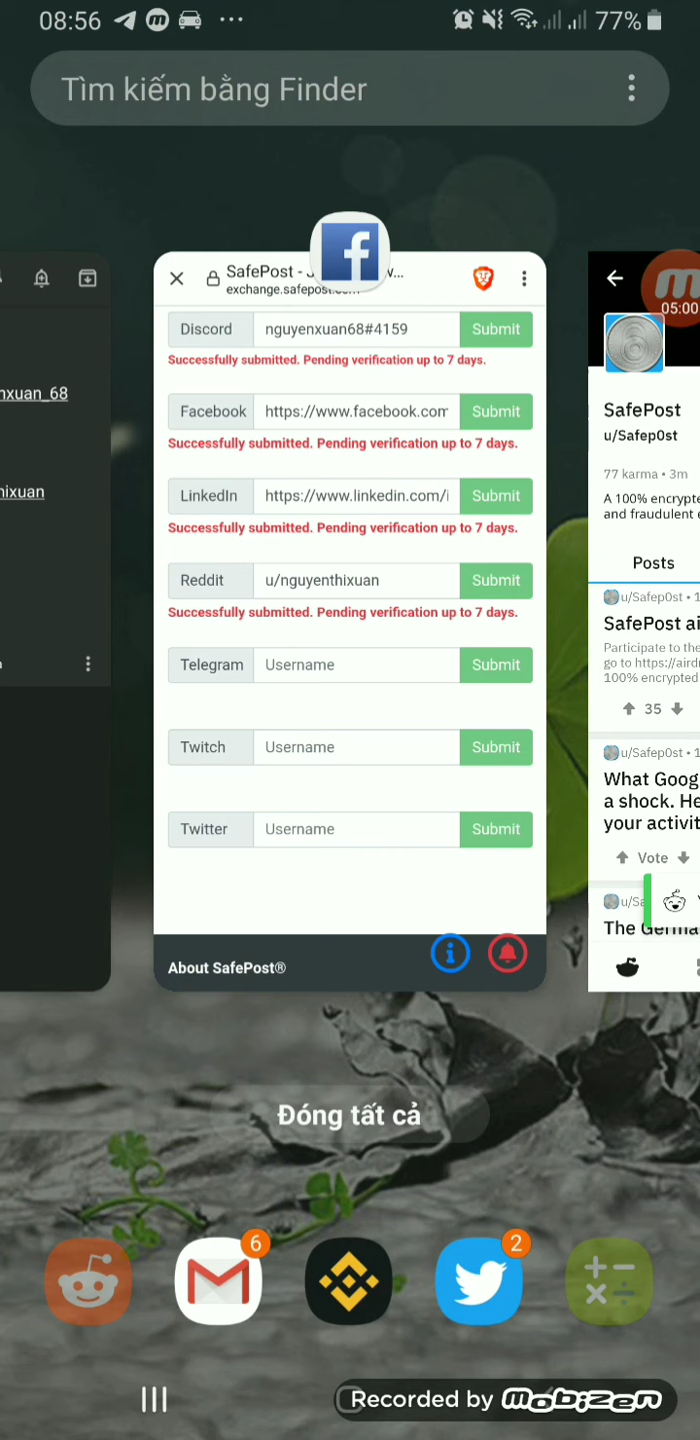 08:56
77%
Tìm kiếm bằng Finder
nxuan_68
hixuan
SafePost -
exchange.safepost.com
Discord nguyenxuan68#4159 Submit
Successfully submitted. Pending verification up to 7 days.
Facebook https://www.facebook.com Submit
Successfully submitted. Pending verification up to 7 days.
LinkedIn https://www.linkedin.com/i Submit
Successfully submitted. Pending verification up to 7 days.
Reddit u/nguyenthixuan Submit
Successfully submitted. Pending verification up to 7 days.
Telegram Username Submit
Twitch Username Submit
Twitter Username Submit
About SafePost®
05:00
SafePost
u/Safep0st
77 karma • 3m
A 100% encrypte
and fraudulent
Posts
u/Safep0st • 1
SafePost ai
Participate to the
go to https://airdr
100% encrypted
35
u/Safep0st • 1
What Goog
a shock. He
your activit
Vote
u/Sa
The Germa
Đóng tất cả
6
2
Recorded by mobizen